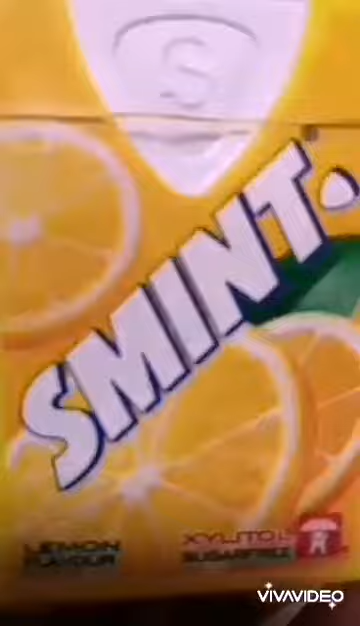 S
SMINT
LEMON
FLAVOUR
XYLITOL
SUGARFREE
VIVAVIDEO